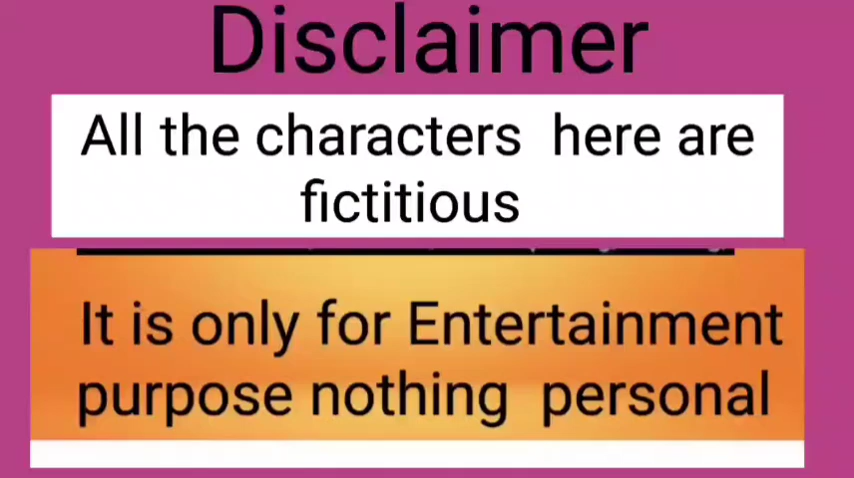 Disclaimer
All the characters here are
fictitious
It is only for Entertainment
purpose nothing personal